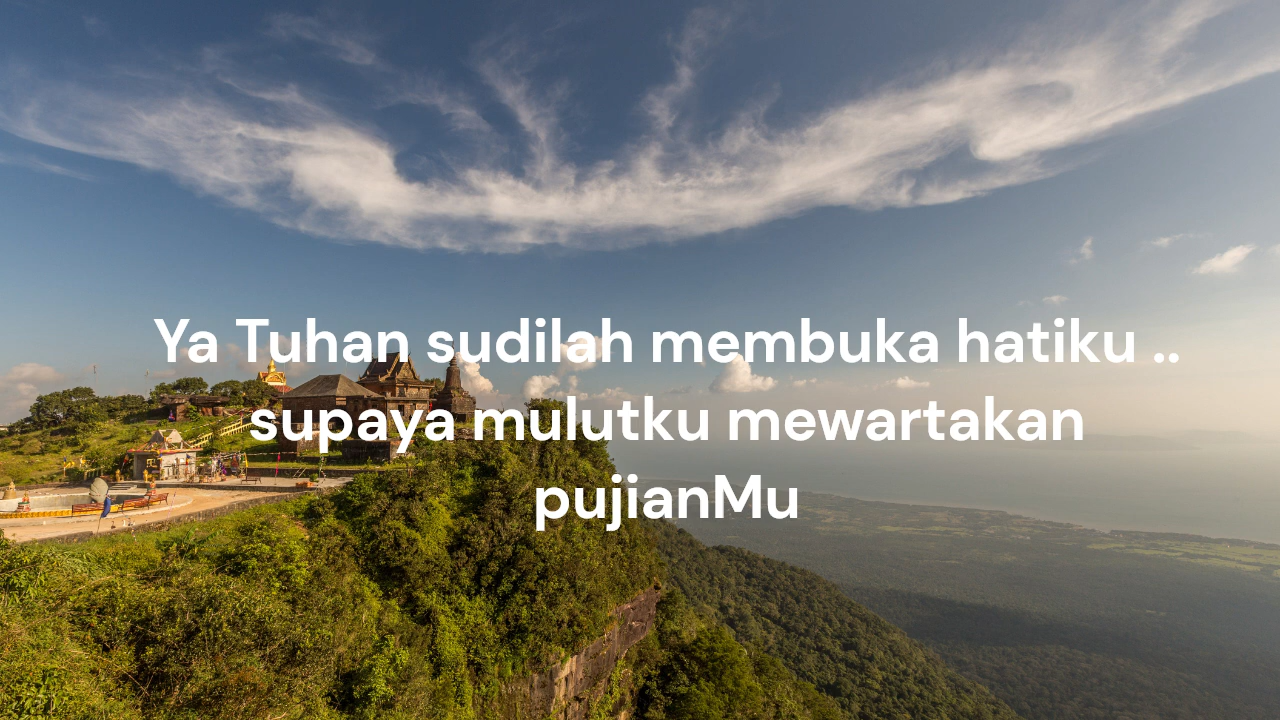 Ya Tuhan sudilah membuka hatiku ..
supaya mulutku mewartakan
pujianMu